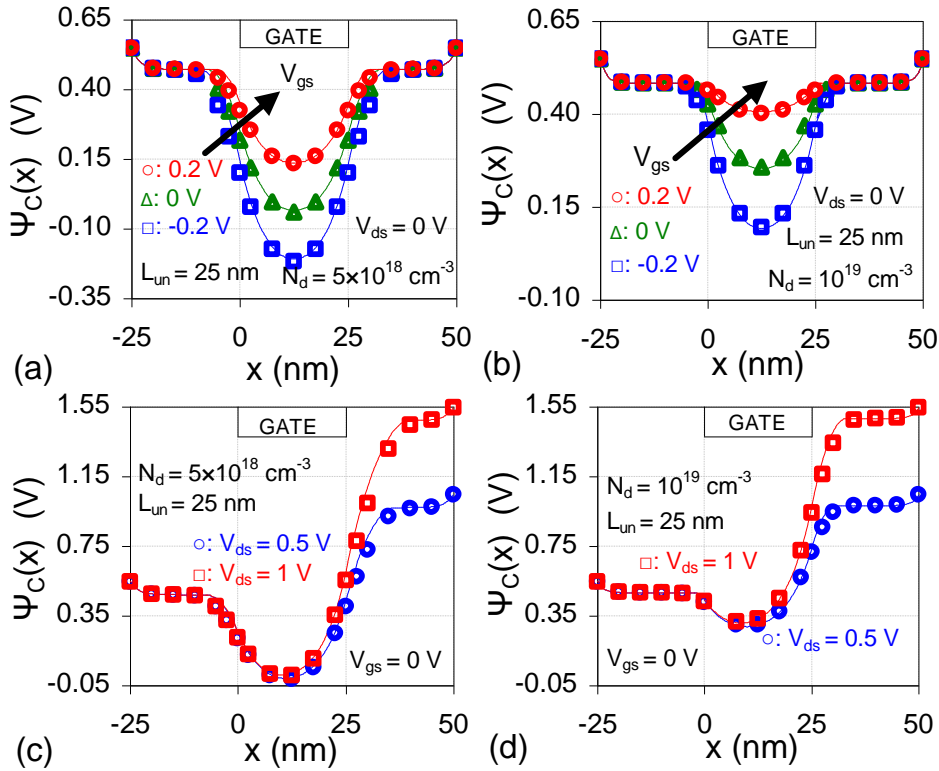 0.65
0.40
0.15
-0.10
-0.35
Ψ_C(x) (V)
GATE
V_gs
○: 0.2 V
△: 0 V
□: -0.2 V
V_ds = 0V
L_un = 25 nm
N_d = 5×10^18 cm^-3
-25 0 25 50
(a)
x (nm)
0.65
0.40
0.15
-0.10
Ψ_C(x) (V)
GATE
V_gs
○: 0.2 V
△: 0 V
□: -0.2 V
V_ds = 0V
L_un = 25 nm
N_d = 10^19 cm^-3
-25 0 25 50
(b)
x (nm)
1.55
1.15
0.75
0.35
-0.05
Ψ_C(x) (V)
GATE
N_d = 5×10^18 cm^-3
L_un = 25 nm
○: V_ds = 0.5 V
□: V_ds = 1 V
V_gs = 0 V
-25 0 25 50
(c)
x (nm)
1.55
1.15
0.75
0.35
-0.05
Ψ_C(x) (V)
GATE
N_d = 10^19 cm^-3
L_un = 25 nm
□: V_ds = 1 V
○: V_ds = 0.5 V
V_gs = 0 V
-25 0 25 50
(d)
x (nm)